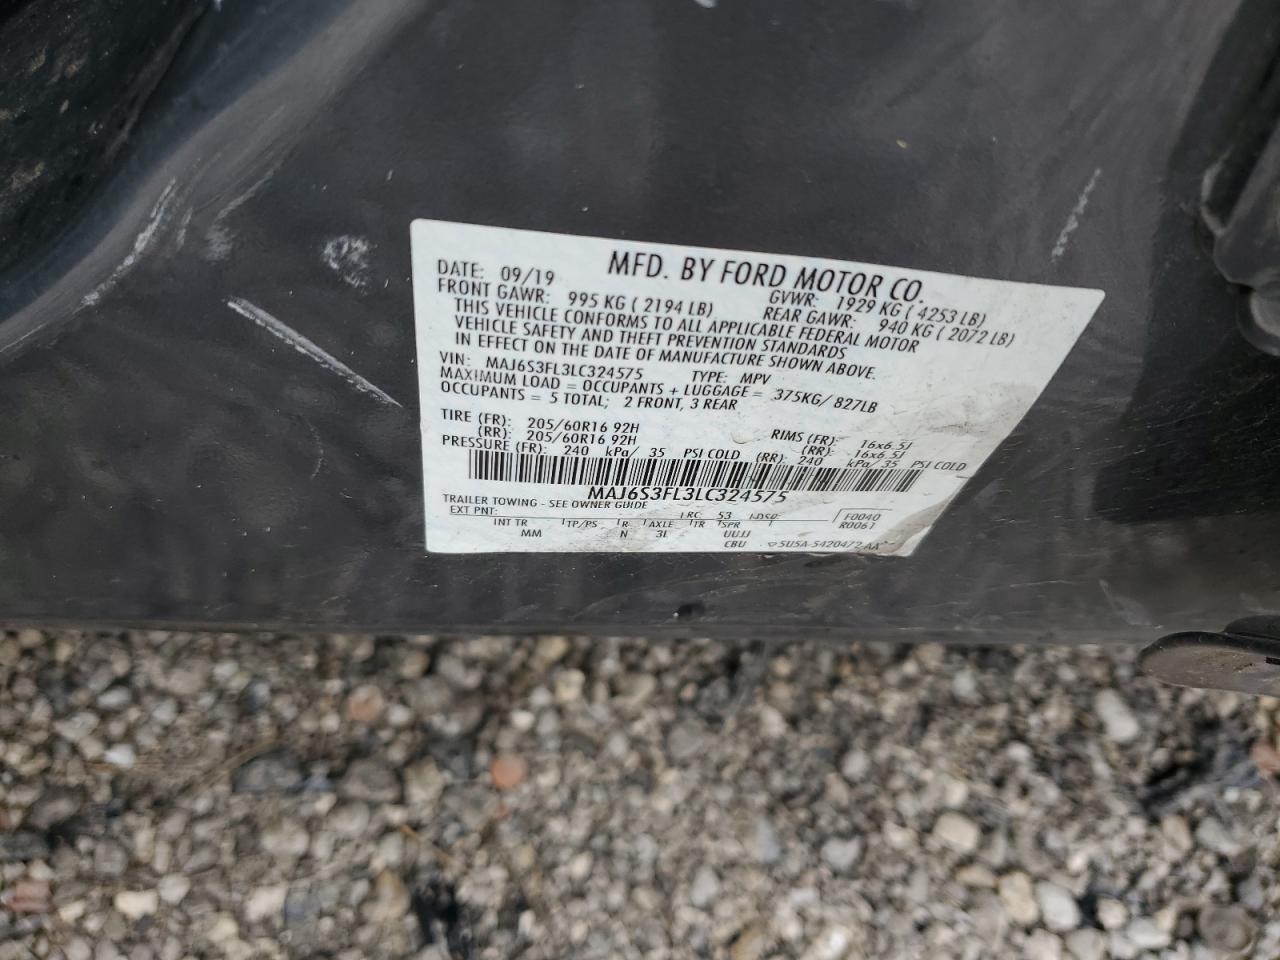 MFD. BY FORD MOTOR CO.
DATE: 09/19 GVWR: 1929 KG ( 4253 LB)
FRONT GAWR: 995 KG ( 2194 LB) REAR GAWR: 940 KG ( 2072 LB)
THIS VEHICLE CONFORMS TO ALL APPLICABLE FEDERAL MOTOR
VEHICLE SAFETY AND THEFT PREVENTION STANDARDS
IN EFFECT ON THE DATE OF MANUFACTURE SHOWN ABOVE.
VIN: MAJ6S3FL3LC324575 TYPE: MPV
MAXIMUM LOAD = OCCUPANTS + LUGGAGE = 375KG/ 827LB
OCCUPANTS = 5 TOTAL; 2 FRONT, 3 REAR
TIRE (FR): 205/60R16 92H RIMS (FR): 16x6.5J
(RR): 205/60R16 92H (RR): 16x6.5J
PRESSURE (FR): 240 kPa/ 35 PSI COLD (RR): 240 kPa/ 35 PSI COLD
MAJ6S3FL3LC324575
TRAILER TOWING - SEE OWNER GUIDE
EXT PNT: RC: 53 DSO: F0040
R0061
INT TR TP/PS R AXLE TR SPR
MM N 3L UUJJ
CBU 5U5A-5420472-AA